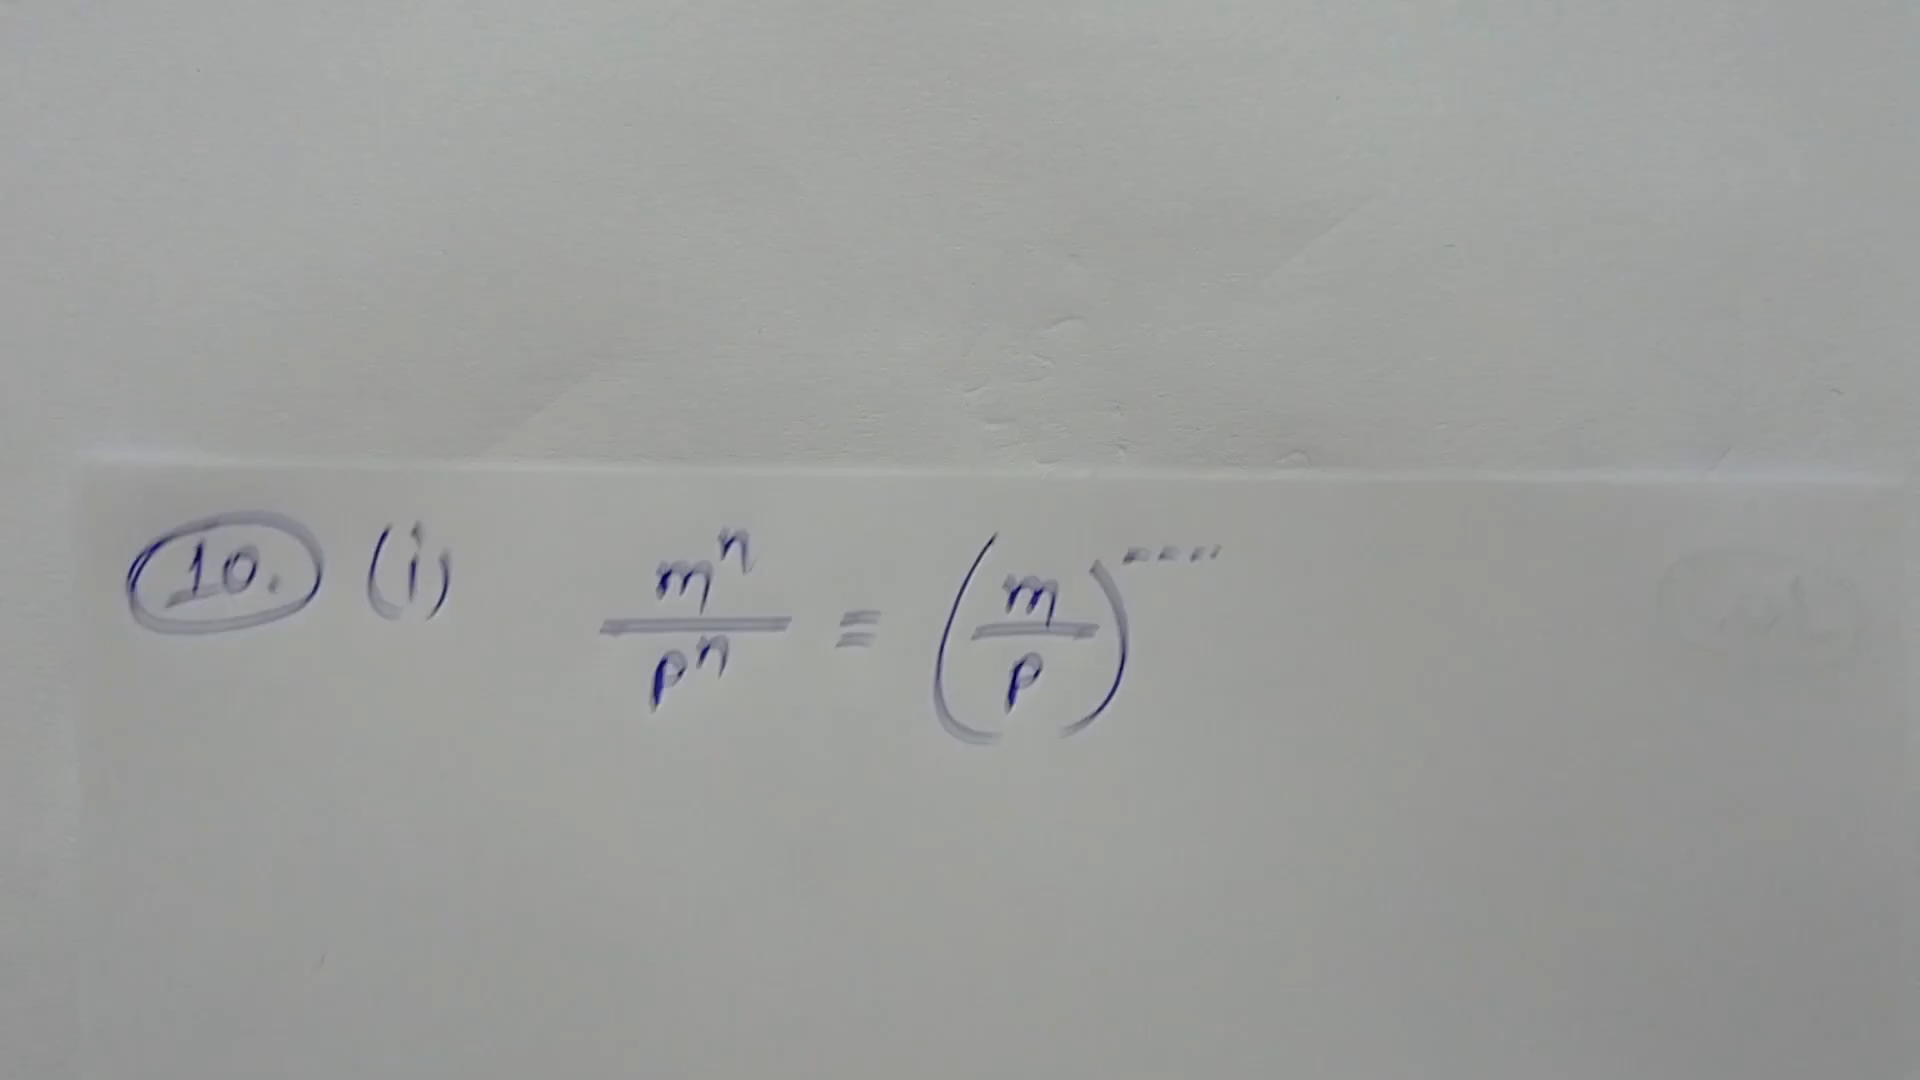 10. (i) m^n / p^n = (m / p)^----